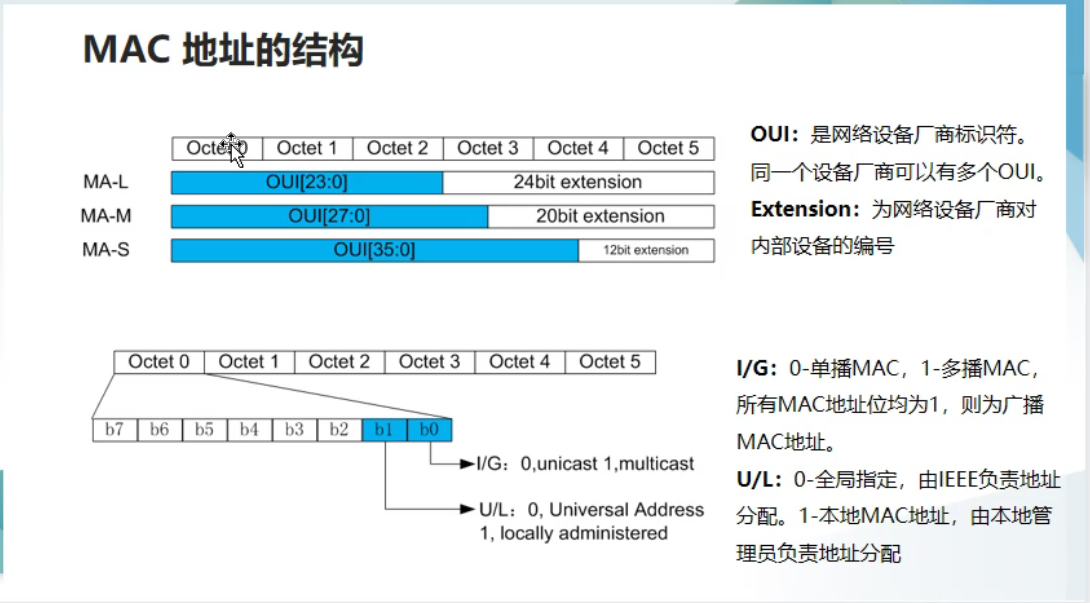 MAC 地址的结构
Octet 0 Octet 1 Octet 2 Octet 3 Octet 4 Octet 5
MA-L OUI[23:0] 24bit extension
MA-M OUI[27:0] 20bit extension
MA-S OUI[35:0] 12bit extension
OUI：是网络设备厂商标识符。
同一个设备厂商可以有多个OUI。
Extension：为网络设备厂商对
内部设备的编号
Octet 0 Octet 1 Octet 2 Octet 3 Octet 4 Octet 5
b7 b6 b5 b4 b3 b2 b1 b0
I/G：0,unicast 1,multicast
U/L：0, Universal Address
1, locally administered
I/G：0-单播MAC，1-多播MAC，
所有MAC地址位均为1，则为广播
MAC地址。
U/L：0-全局指定，由IEEE负责地址
分配。1-本地MAC地址，由本地管
理员负责地址分配